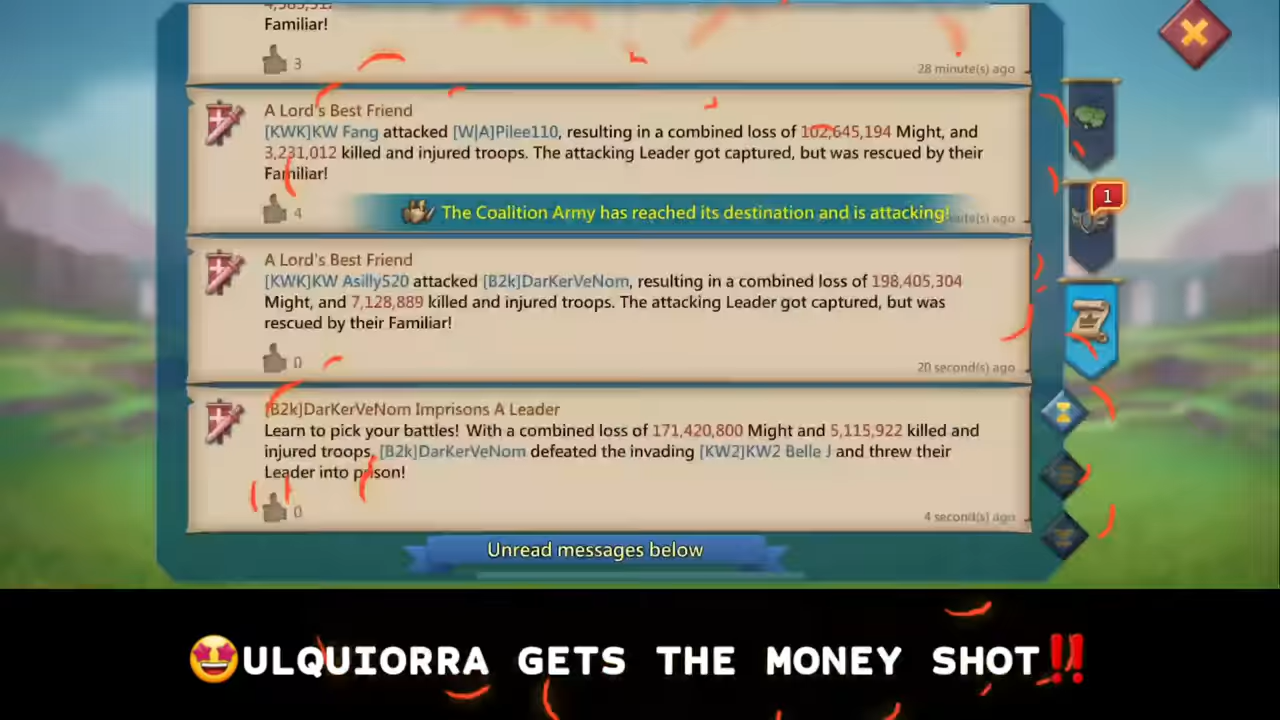 4,585,521
Familiar!
3
28 minute(s) ago
A Lord's Best Friend
[KWK]KW Fang attacked [W|A]Pilee110, resulting in a combined loss of 102,645,194 Might, and
3,231,012 killed and injured troops. The attacking Leader got captured, but was rescued by their
Familiar!
4
The Coalition Army has reached its destination and is attacking!
1
A Lord's Best Friend
[KWK]KW Asilly520 attacked [B2k]DarKerVeNom, resulting in a combined loss of 198,405,304
Might, and 7,128,889 killed and injured troops. The attacking Leader got captured, but was
rescued by their Familiar!
0
20 second(s) ago
[B2k]DarKerVeNom Imprisons A Leader
Learn to pick your battles! With a combined loss of 171,420,800 Might and 5,115,922 killed and
injured troops, [B2k]DarKerVeNom defeated the invading [KW2]KW2 Belle J and threw their
Leader into prison!
0
4 second(s) ago
Unread messages below
ULQUIORRA GETS THE MONEY SHOT‼